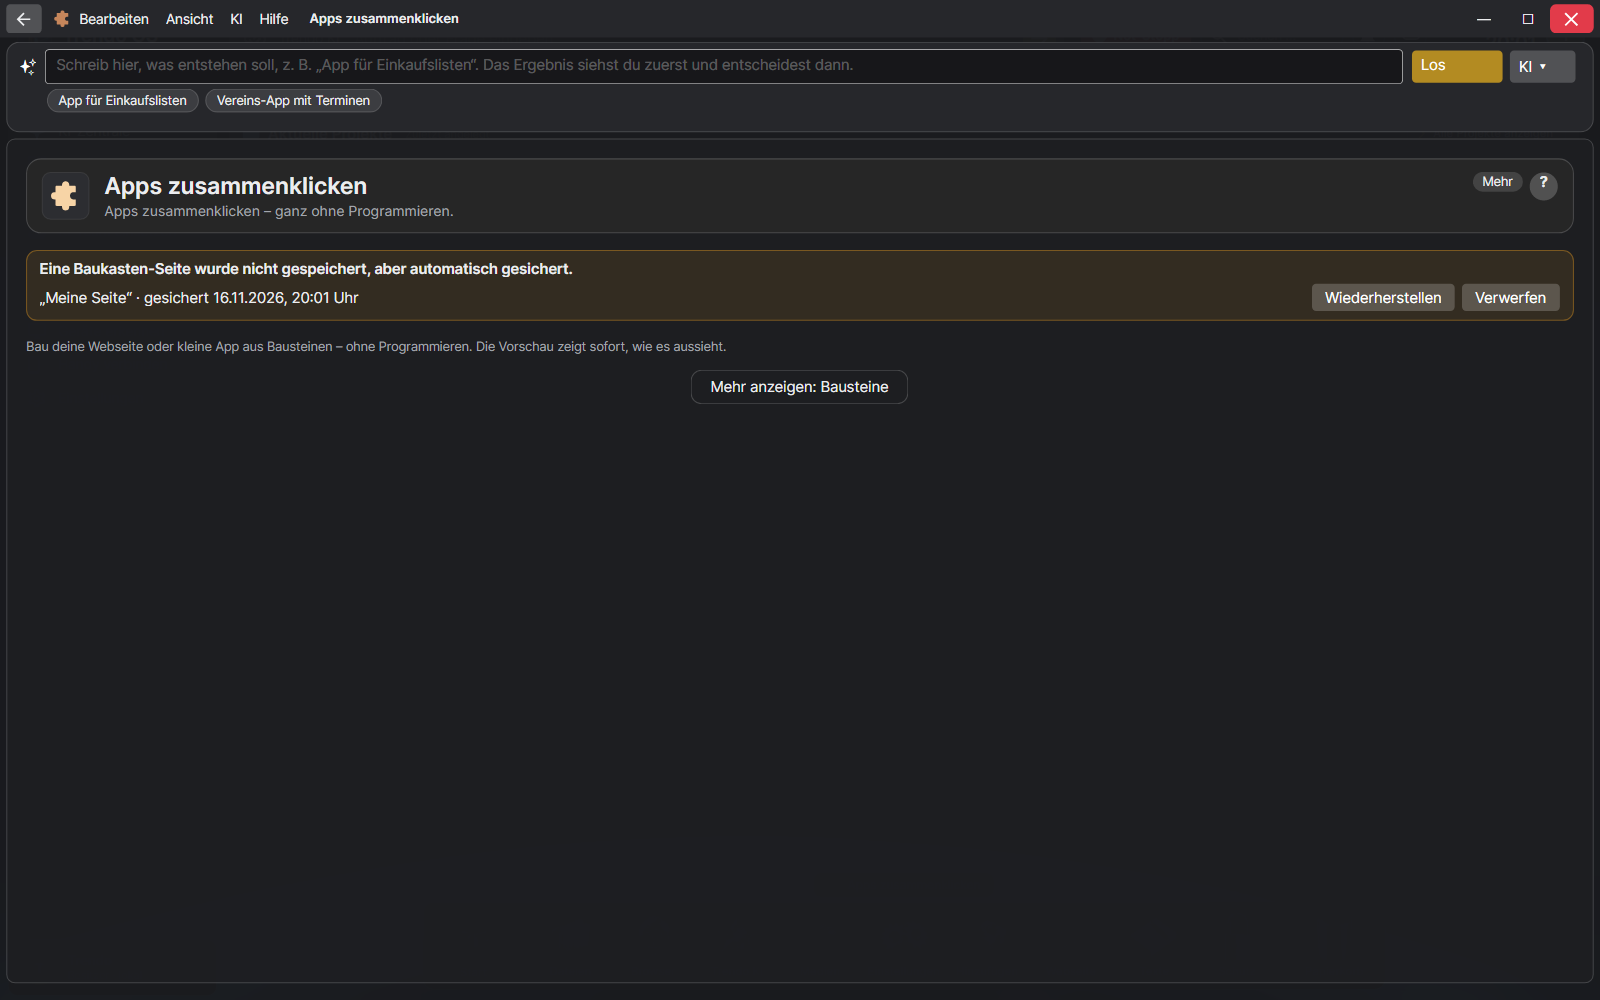 Bearbeiten Ansicht KI Hilfe Apps zusammenklicken
Schreib hier, was entstehen soll, z. B. „App für Einkaufslisten“. Das Ergebnis siehst du zuerst und entscheidest dann.
Los
KI
App für Einkaufslisten
Vereins-App mit Terminen
Apps zusammenklicken
Apps zusammenklicken – ganz ohne Programmieren.
Mehr
?
Eine Baukasten-Seite wurde nicht gespeichert, aber automatisch gesichert.
„Meine Seite“ · gesichert 16.11.2026, 20:01 Uhr
Wiederherstellen
Verwerfen
Bau deine Webseite oder kleine App aus Bausteinen – ohne Programmieren. Die Vorschau zeigt sofort, wie es aussieht.
Mehr anzeigen: Bausteine